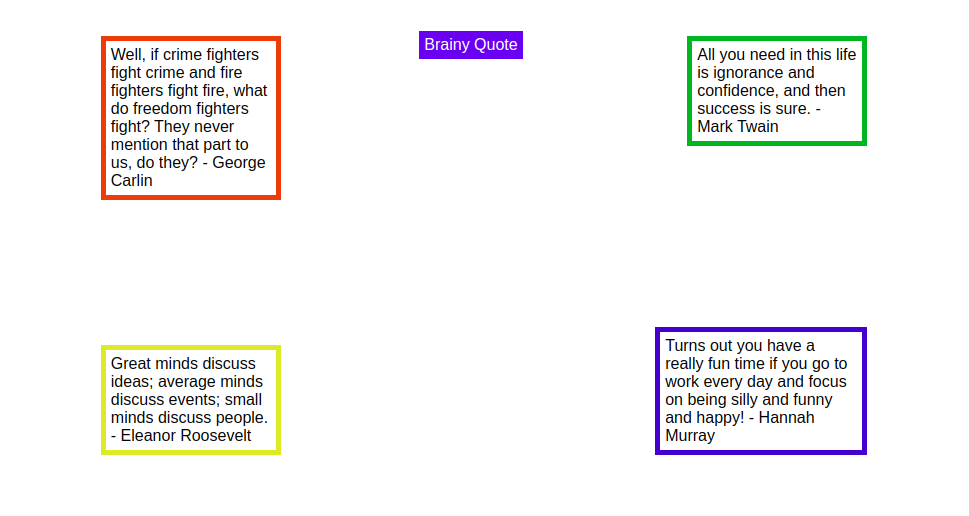 Well, if crime fighters
fight crime and fire
fighters fight fire, what
do freedom fighters
fight? They never
mention that part to
us, do they? - George
Carlin
Brainy Quote
All you need in this life
is ignorance and
confidence, and then
success is sure. -
Mark Twain
Great minds discuss
ideas; average minds
discuss events; small
minds discuss people.
- Eleanor Roosevelt
Turns out you have a
really fun time if you go to
work every day and focus
on being silly and funny
and happy! - Hannah
Murray